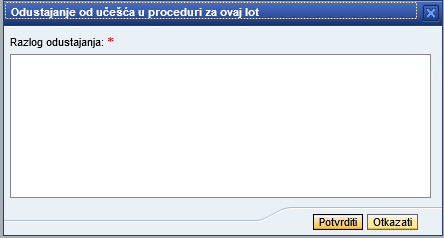 Odustajanje od učešća u proceduri za ovaj lot
Razlog odustajanja: *
Potvrditi Otkazati